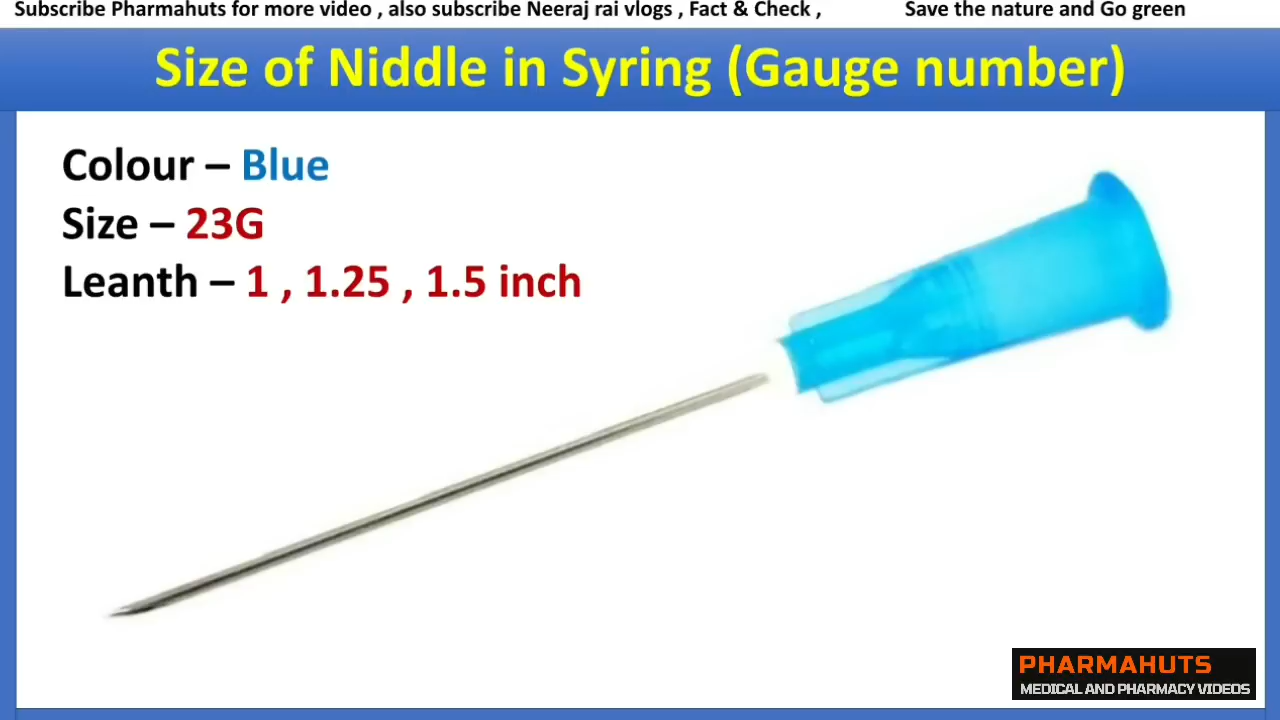 Subscribe Pharmahuts for more video , also subscribe Neeraj rai vlogs , Fact & Check , Save the nature and Go green
Size of Niddle in Syring (Gauge number)
Colour – Blue
Size – 23G
Leanth – 1 , 1.25 , 1.5 inch
PHARMAHUTS
MEDICAL AND PHARMACY VIDEOS